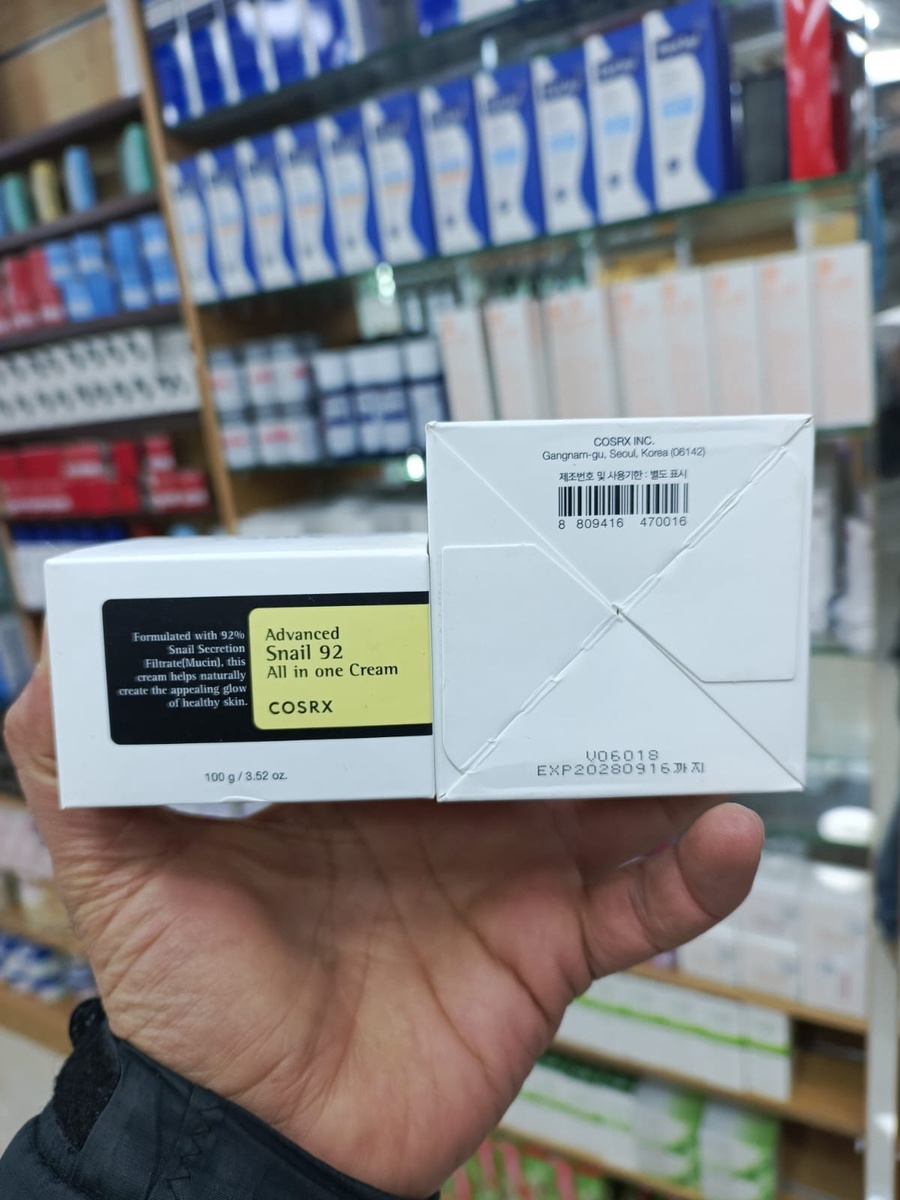 COSRX INC.
Gangnam-gu, Seoul, Korea (06142)
제조번호 및 사용기한 : 별도 표시
8 809416 470016
Formulated with 92%
Snail Secretion
Filtrate(Mucin), this
cream helps naturally
create the appealing glow
of healthy skin.
Advanced
Snail 92
All in one Cream
COSRX
100 g / 3.52 oz.
V06018
EXP20280916까지